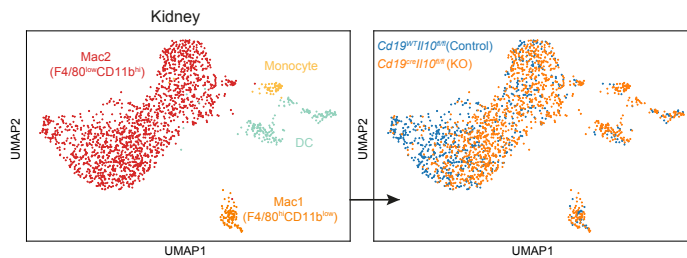 Kidney
Mac2
(F4/80lowCD11bhi)
Monocyte
DC
Mac1
(F4/80hiCD11blow)
UMAP2
UMAP1
Cd19WTIl10fl/fl(Control)
Cd19creIl10fl/fl(KO)
UMAP2
UMAP1